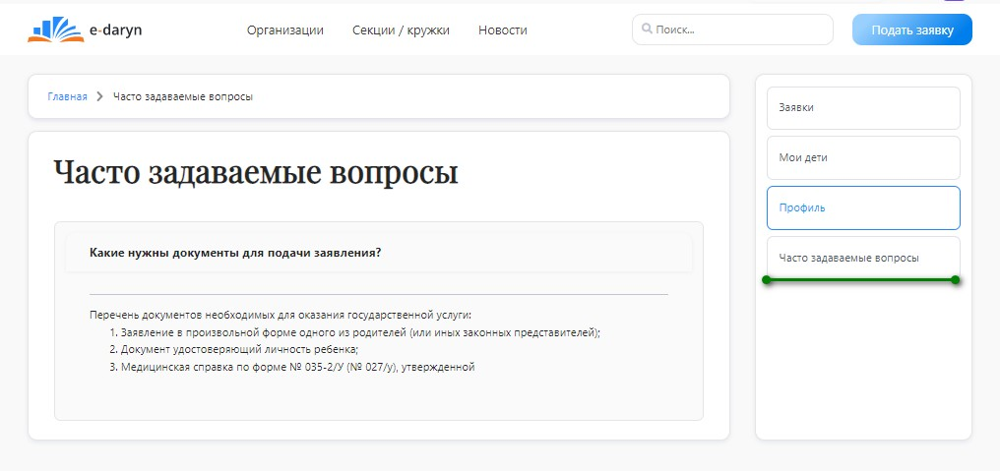 e-daryn
Организации
Секции / кружки
Новости
Поиск...
Подать заявку
Главная
Часто задаваемые вопросы
Часто задаваемые вопросы
Какие нужны документы для подачи заявления?
Перечень документов необходимых для оказания государственной услуги:
1. Заявление в произвольной форме одного из родителей (или иных законных представителей);
2. Документ удостоверяющий личность ребенка;
3. Медицинская справка по форме № 035-2/У (№ 027/у), утвержденной
Заявки
Мои дети
Профиль
Часто задаваемые вопросы